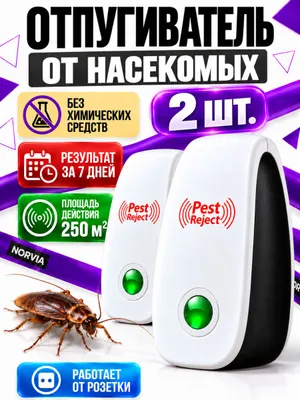 ОТПУГИВАТЕЛЬ
ОТ НАСЕКОМЫХ
2 ШТ.
БЕЗ
ХИМИЧЕСКИХ
СРЕДСТВ
РЕЗУЛЬТАТ
ЗА 7 ДНЕЙ
ПЛОЩАДЬ
ДЕЙСТВИЯ
250 м²
Pest
Reject
Pest
Reject
NORVIA
РАБОТАЕТ
ОТ РОЗЕТКИ